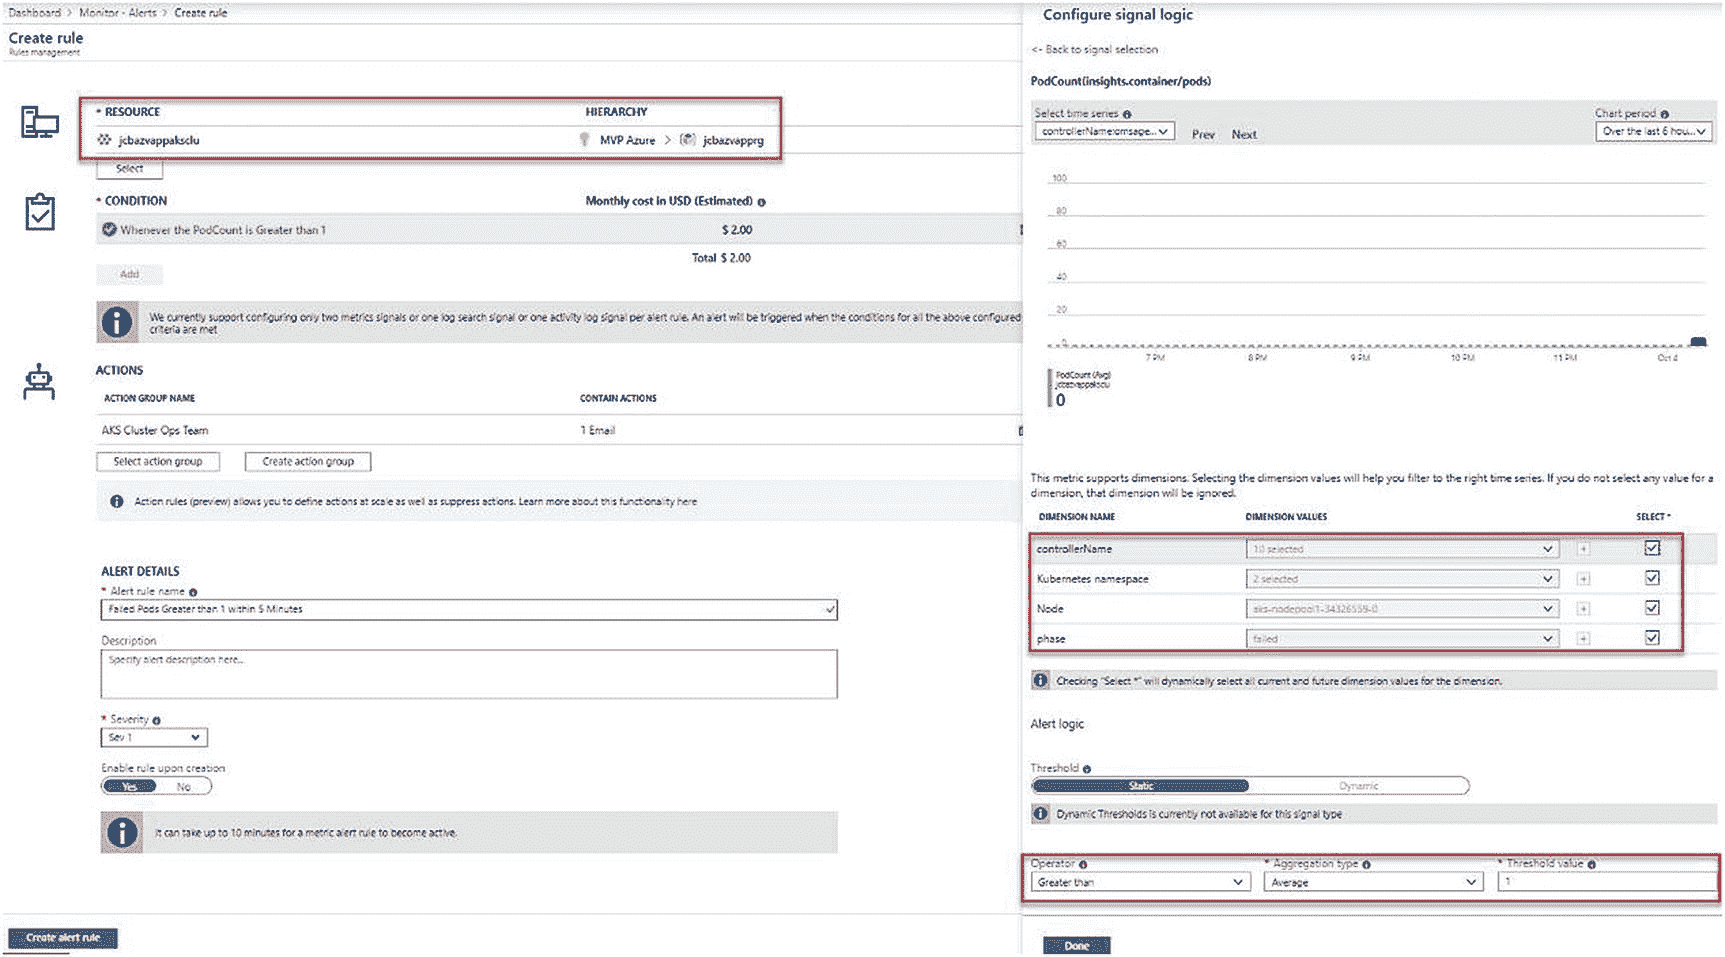 Dashboard > Monitor - Alerts > Create rule
Create rule
Rules management
* RESOURCE HIERARCHY
jcbazvappaksclu MVP Azure > jcbazvapprg
Select
* CONDITION Monthly cost in USD (Estimated)
Whenever the PodCount is Greater than 1 $ 2.00
Total $ 2.00
Add
We currently support configuring only two metrics signals or one log search signal or one activity log signal per alert rule. An alert will be triggered when the conditions for all the above configured
criteria are met
ACTIONS
ACTION GROUP NAME CONTAIN ACTIONS
AKS Cluster Ops Team 1 Email
Select action group Create action group
Action rules (preview) allows you to define actions at scale as well as suppress actions. Learn more about this functionality here
ALERT DETAILS
* Alert rule name
Failed Pods Greater than 1 within 5 Minutes
Description
Specify alert description here...
* Severity
Sev 1
Enable rule upon creation
Yes No
It can take up to 10 minutes for a metric alert rule to become active.
Create alert rule
Configure signal logic
<- Back to signal selection
PodCount(insights.container/pods)
Select time series Chart period
controllerName:omsage... Prev Next Over the last 6 hou...
100
80
60
40
20
0
7 PM 8 PM 9 PM 10 PM 11 PM Oct 4
PodCount (Avg)
jcbazvappaksclu
0
This metric supports dimensions. Selecting the dimension values will help you filter to the right time series. If you do not select any value for a
dimension, that dimension will be ignored.
DIMENSION NAME DIMENSION VALUES SELECT *
controllerName 10 selected +
Kubernetes namespace 2 selected +
Node aks-nodepool1-34326559-0 +
phase failed +
Checking "Select *" will dynamically select all current and future dimension values for the dimension.
Alert logic
Threshold
Static Dynamic
Dynamic Thresholds is currently not available for this signal type
Operator * Aggregation type * Threshold value
Greater than Average 1
Done